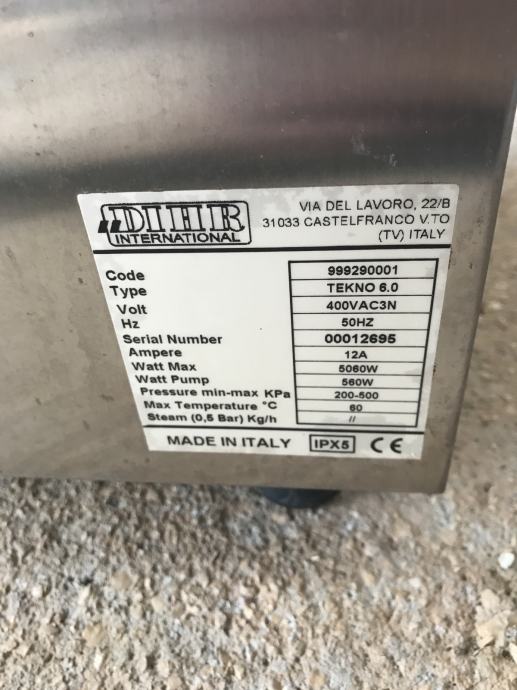 DIHR
INTERNATIONAL
VIA DEL LAVORO, 22/B
31033 CASTELFRANCO V.TO
(TV) ITALY
Code 999290001
Type TEKNO 6.0
Volt 400VAC3N
Hz 50HZ
Serial Number 00012695
Ampere 12A
Watt Max 5060W
Watt Pump 560W
Pressure min-max KPa 200-500
Max Temperature °C 60
Steam (0,5 Bar) Kg/h //
MADE IN ITALY IPX5 CE